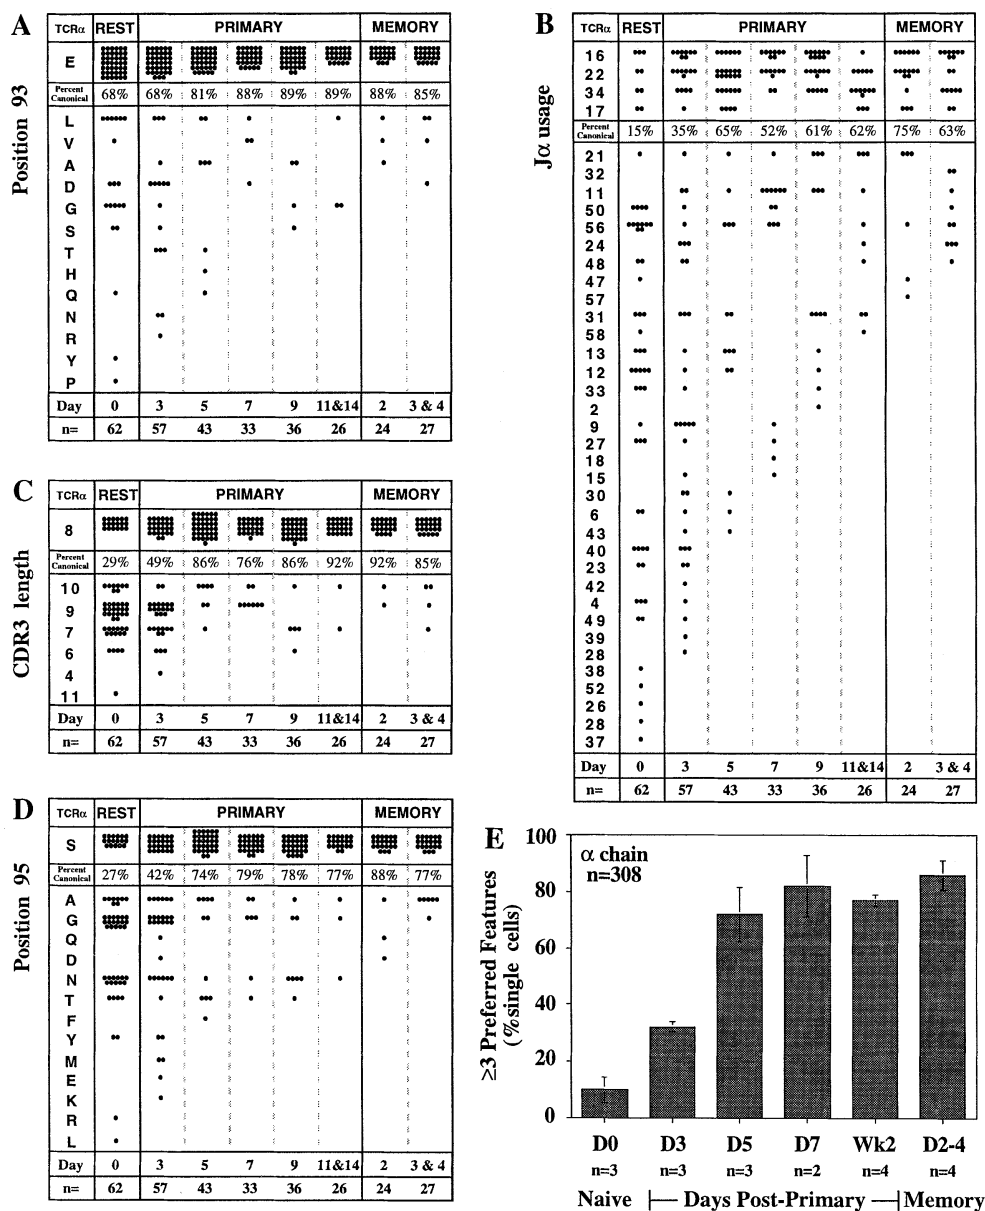 A
Position 93
TCRα REST PRIMARY MEMORY
E
Percent Canonical 68% 68% 81% 88% 89% 89% 88% 85%
L
V
A
D
G
S
T
H
Q
N
R
Y
P
Day 0 3 5 7 9 11&14 2 3 & 4
n= 62 57 43 33 36 26 24 27
B
Jα usage
TCRα REST PRIMARY MEMORY
16
22
34
17
Percent Canonical 15% 35% 65% 52% 61% 62% 75% 63%
21
32
11
50
56
24
48
47
57
31
58
13
12
33
2
9
27
18
15
30
6
43
40
23
42
4
49
39
28
38
52
26
28
37
Day 0 3 5 7 9 11&14 2 3 & 4
n= 62 57 43 33 36 26 24 27
C
CDR3 length
TCRα REST PRIMARY MEMORY
8
Percent Canonical 29% 49% 86% 76% 86% 92% 92% 85%
10
9
7
6
4
11
Day 0 3 5 7 9 11&14 2 3 & 4
n= 62 57 43 33 36 26 24 27
D
Position 95
TCRα REST PRIMARY MEMORY
S
Percent Canonical 27% 42% 74% 79% 78% 77% 88% 77%
A
G
Q
D
N
T
F
Y
M
E
K
R
L
Day 0 3 5 7 9 11&14 2 3 & 4
n= 62 57 43 33 36 26 24 27
E
≥3 Preferred Features
(%single cells)
100
80
60
40
20
0
α chain
n=308
D0 D3 D5 D7 Wk2 D2-4
n=3 n=3 n=3 n=2 n=4 n=4
Naive Days Post-Primary Memory